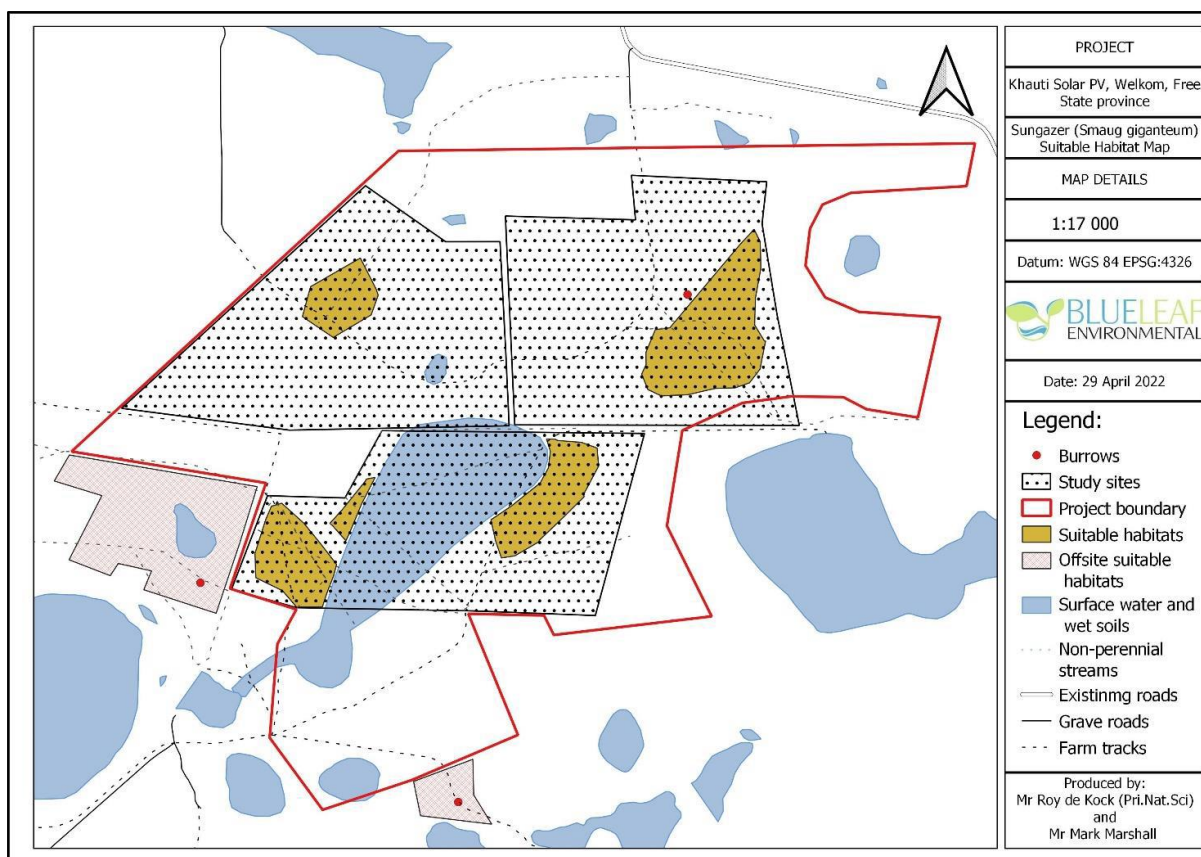 PROJECT
Khauti Solar PV, Welkom, Free
State province
Sungazer (Smaug giganteum)
Suitable Habitat Map
MAP DETAILS
1:17 000
Datum: WGS 84 EPSG:4326
BLUELEAF
ENVIRONMENTAL
Date: 29 April 2022
Legend:
Burrows
Study sites
Project boundary
Suitable habitats
Offsite suitable
habitats
Surface water and
wet soils
Non-perennial
streams
Existinmg roads
Grave roads
Farm tracks
Produced by:
Mr Roy de Kock (Pri.Nat.Sci)
and
Mr Mark Marshall